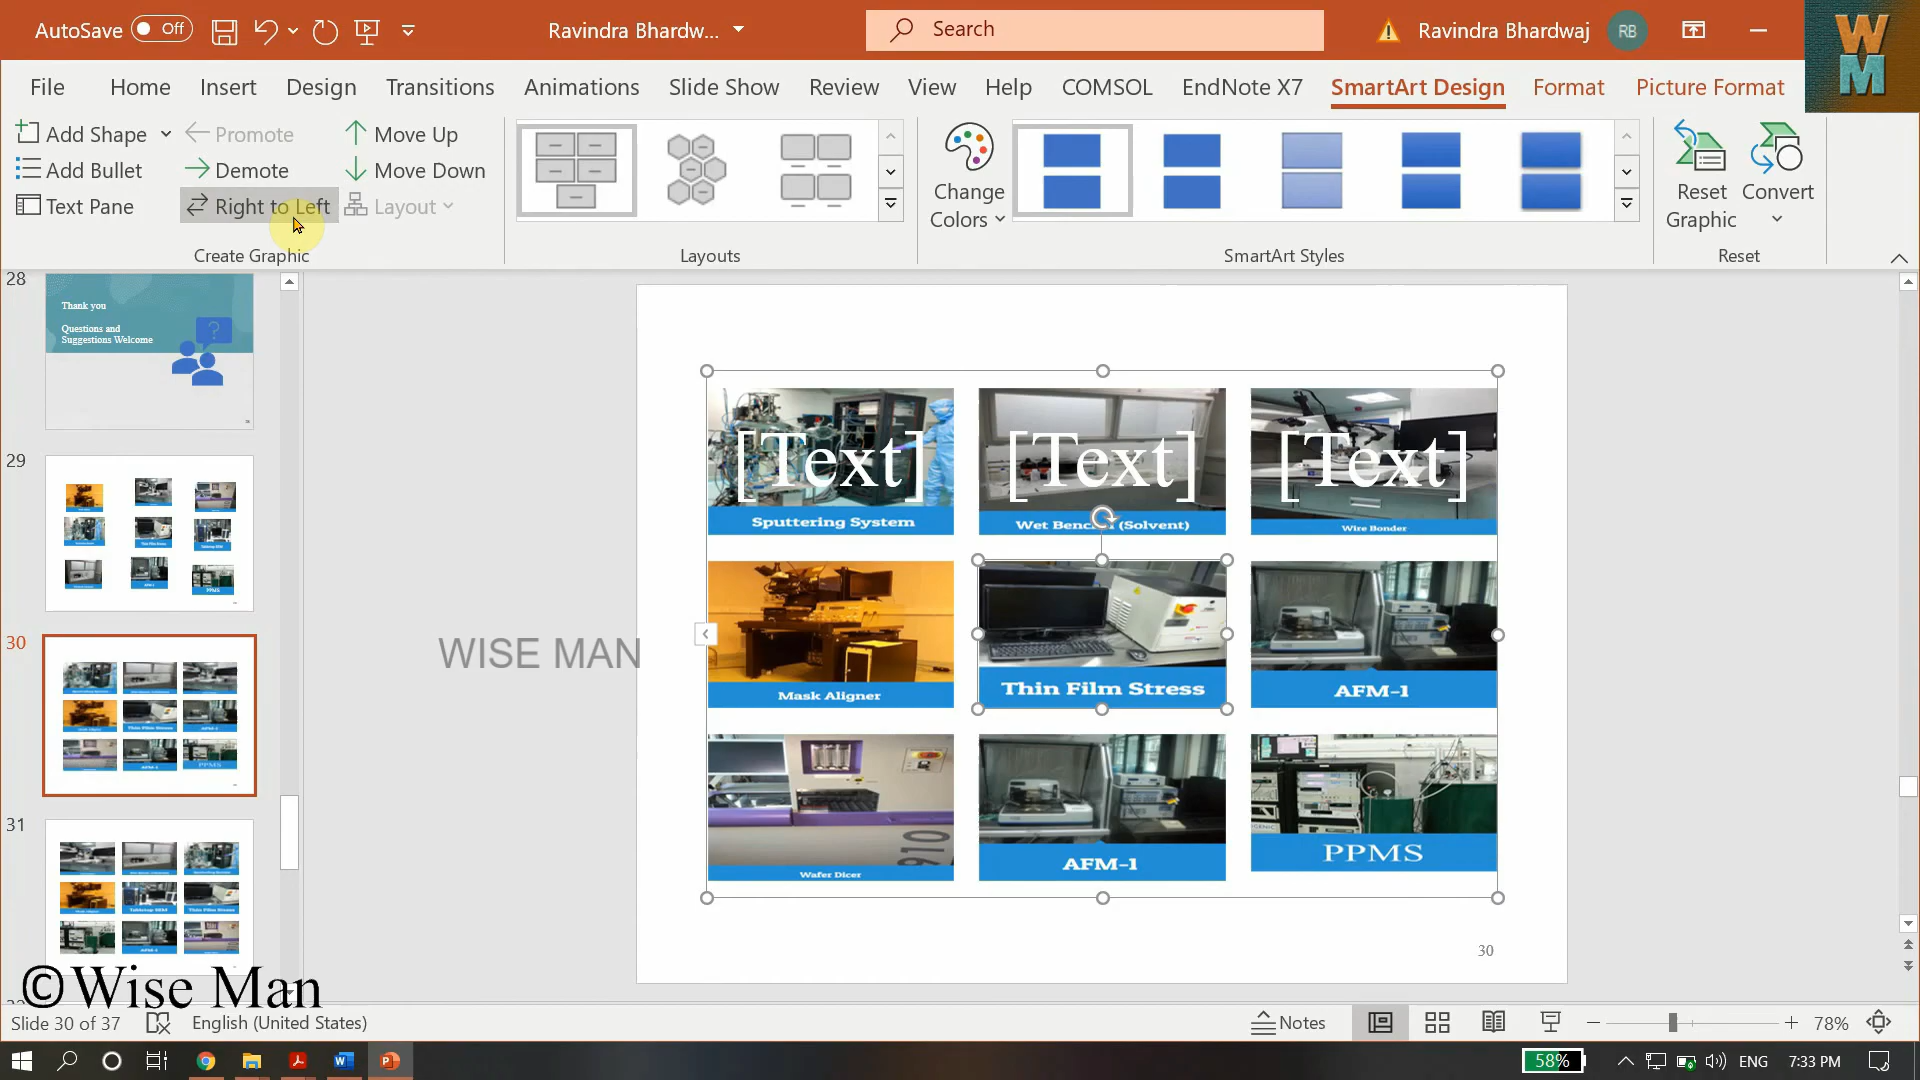 AutoSave Off
Ravindra Bhardw...
Search
Ravindra Bhardwaj RB
WM
File Home Insert Design Transitions Animations Slide Show Review View Help COMSOL EndNote X7 SmartArt Design Format Picture Format
Add Shape Promote Move Up
Add Bullet Demote Move Down
Text Pane Right to Left Layout
Create Graphic
Layouts
Change
Colors
SmartArt Styles
Reset
Graphic
Convert
Reset
28
Thank you
Questions and
Suggestions Welcome
29
30
31
WISE MAN
[Text] [Text] [Text]
Sputtering System
Wet Bench (Solvent)
Wire Bonder
Mask Aligner
Thin Film Stress
AFM-1
910
Wafer Dicer
AFM-1
PPMS
30
©Wise Man
Slide 30 of 37
English (United States)
Notes
78%
58%
ENG
7:33 PM